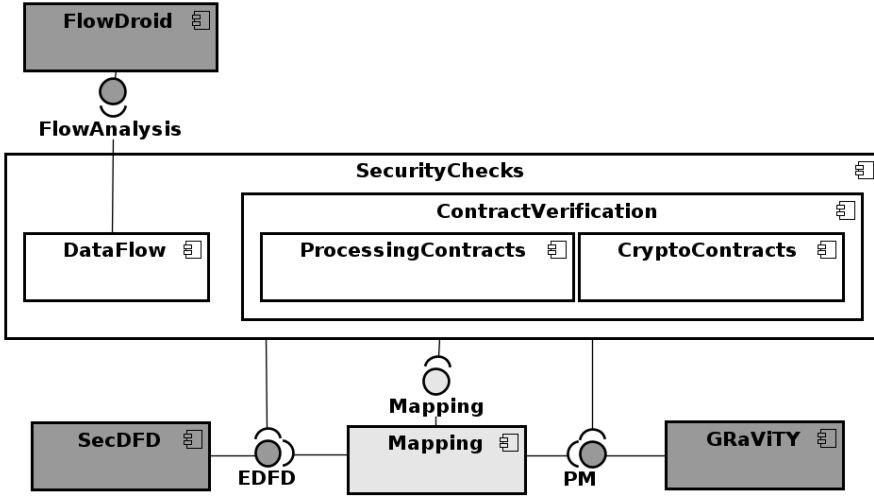 FlowDroid
FlowAnalysis
SecurityChecks
ContractVerification
DataFlow
ProcessingContracts
CryptoContracts
Mapping
SecDFD
Mapping
GRaViTY
EDFD
PM